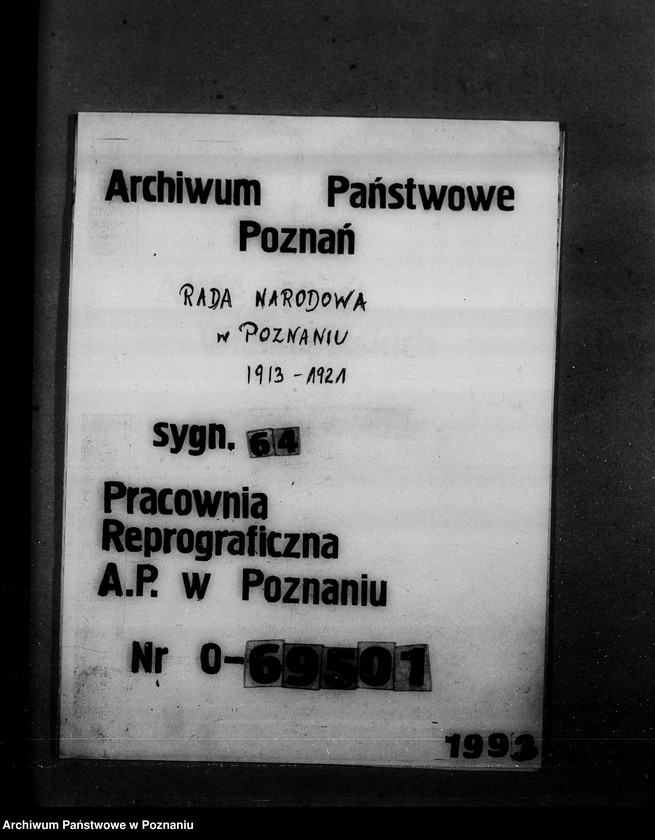 Archiwum Państwowe
Poznań
RADA NARODOWA
w POZNANIU
1913-1921
sygn. 64
Pracownia
Reprograficzna
A.P. w Poznaniu
Nr 0-69501
1993
Archiwum Państwowe w Poznaniu